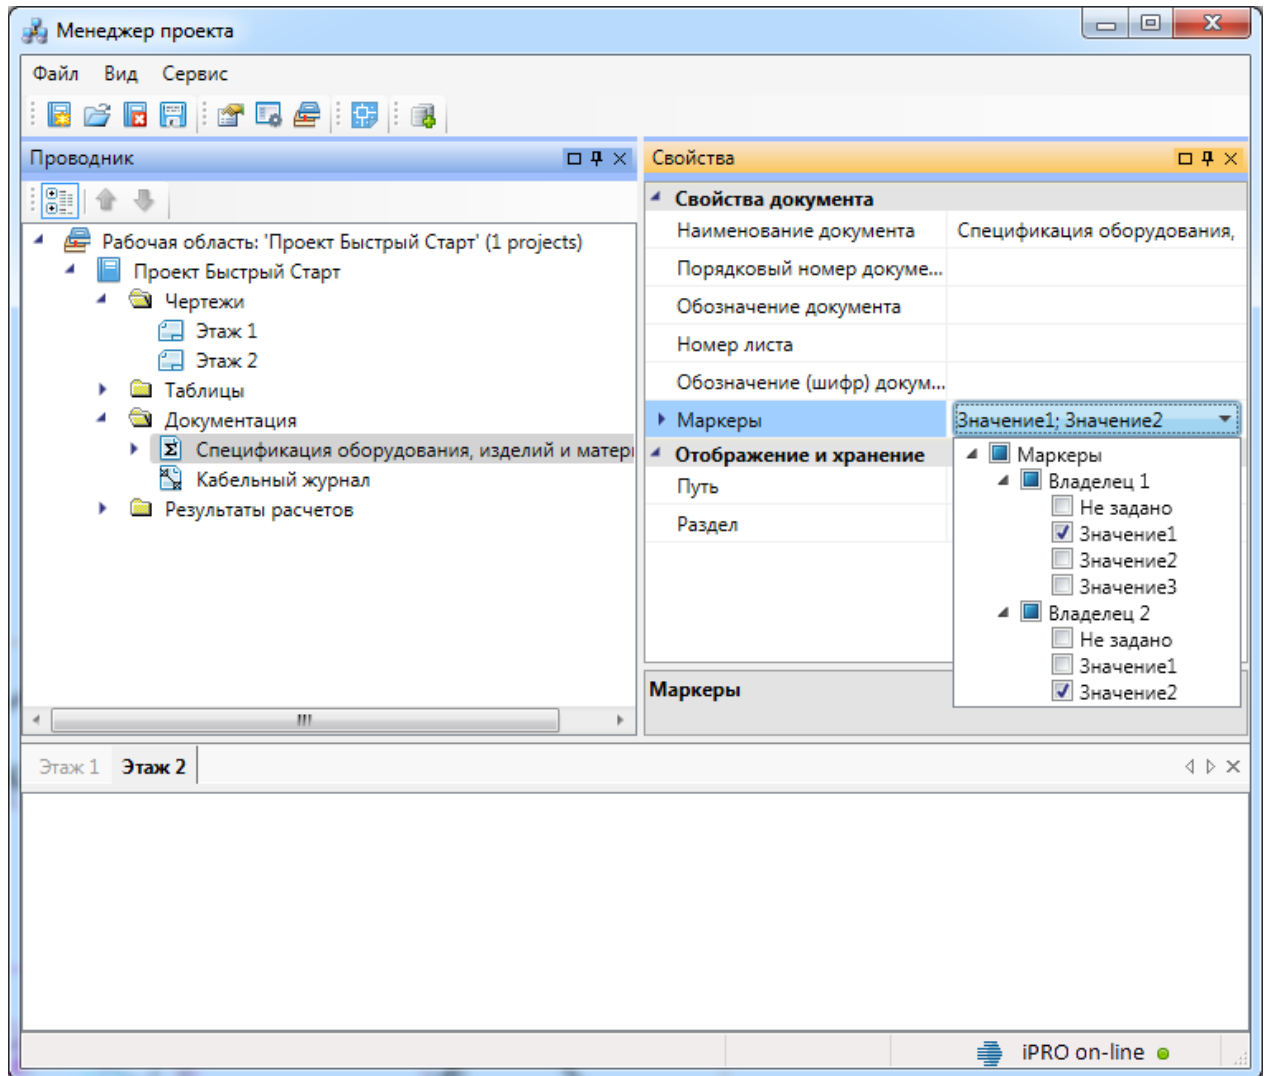 Менеджер проекта
Файл Вид Сервис
Проводник
Рабочая область: 'Проект Быстрый Старт' (1 projects)
Проект Быстрый Старт
Чертежи
Этаж 1
Этаж 2
Таблицы
Документация
Спецификация оборудования, изделий и матери
Кабельный журнал
Результаты расчетов
Свойства
Свойства документа
Наименование документа Спецификация оборудования,
Порядковый номер докуме...
Обозначение документа
Номер листа
Обозначение (шифр) докум...
Маркеры Значение1; Значение2
Отображение и хранение
Путь
Раздел
Маркеры
Владелец 1
Не задано
Значение1
Значение2
Значение3
Владелец 2
Не задано
Значение1
Значение2
Маркеры
Этаж 1 Этаж 2
iPRO on-line